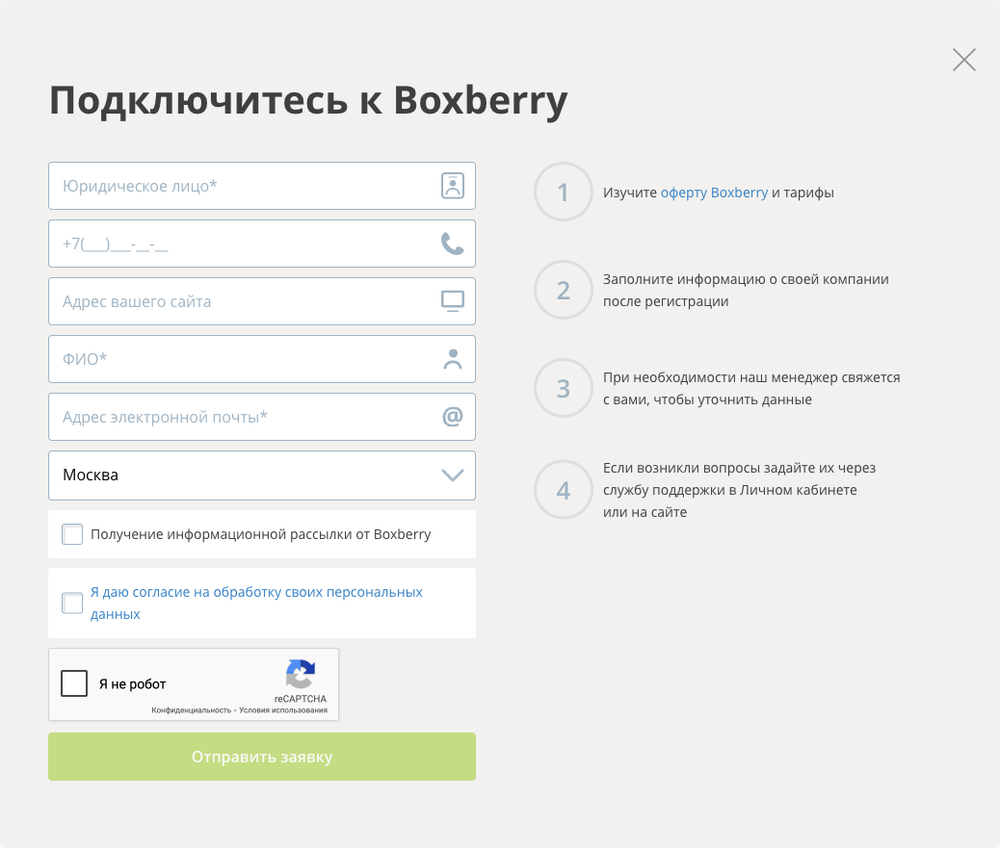 Подключитесь к Boxberry
Юридическое лицо*
+7(___)___-__-__
Адрес вашего сайта
ФИО*
Адрес электронной почты*
@
Москва
Получение информационной рассылки от Boxberry
Я даю согласие на обработку своих персональных
данных
Я не робот
reCAPTCHA
Конфиденциальность - Условия использования
Отправить заявку
1
Изучите оферту Boxberry и тарифы
2
Заполните информацию о своей компании
после регистрации
3
При необходимости наш менеджер свяжется
с вами, чтобы уточнить данные
4
Если возникли вопросы задайте их через
службу поддержки в Личном кабинете
или на сайте